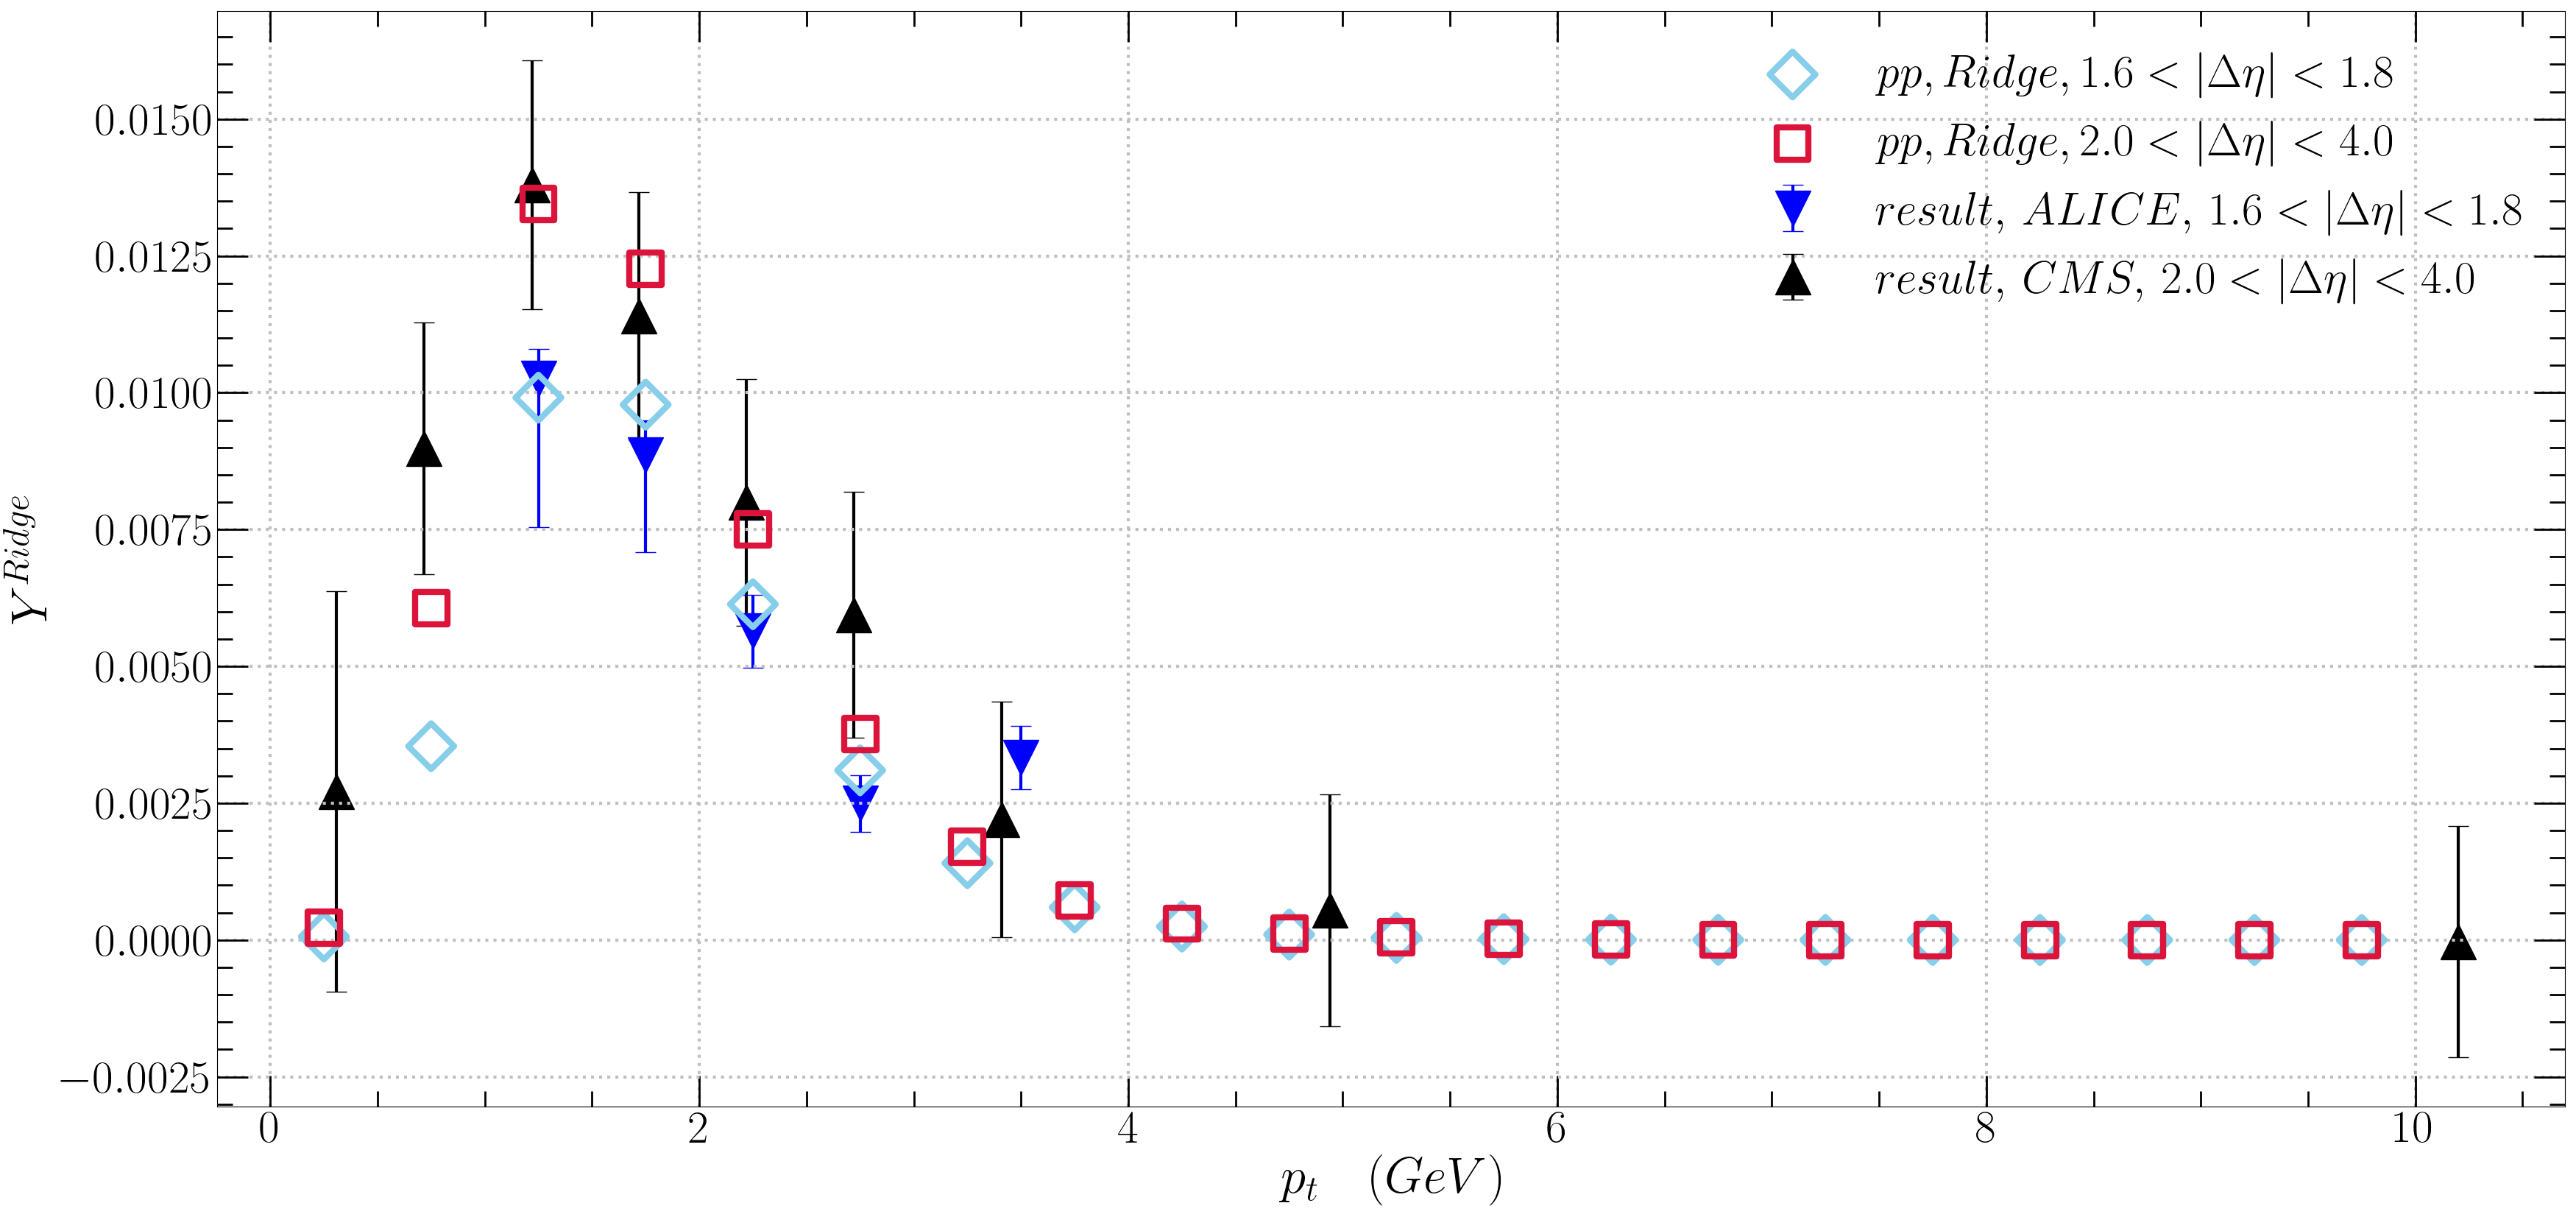 pp, Ridge, 1.6 < |Δη| < 1.8
pp, Ridge, 2.0 < |Δη| < 4.0
result, ALICE, 1.6 < |Δη| < 1.8
result, CMS, 2.0 < |Δη| < 4.0
0.0150
0.0125
0.0100
0.0075
0.0050
0.0025
0.0000
−0.0025
Y^{Ridge}
0 2 4 6 8 10
p_t (GeV)